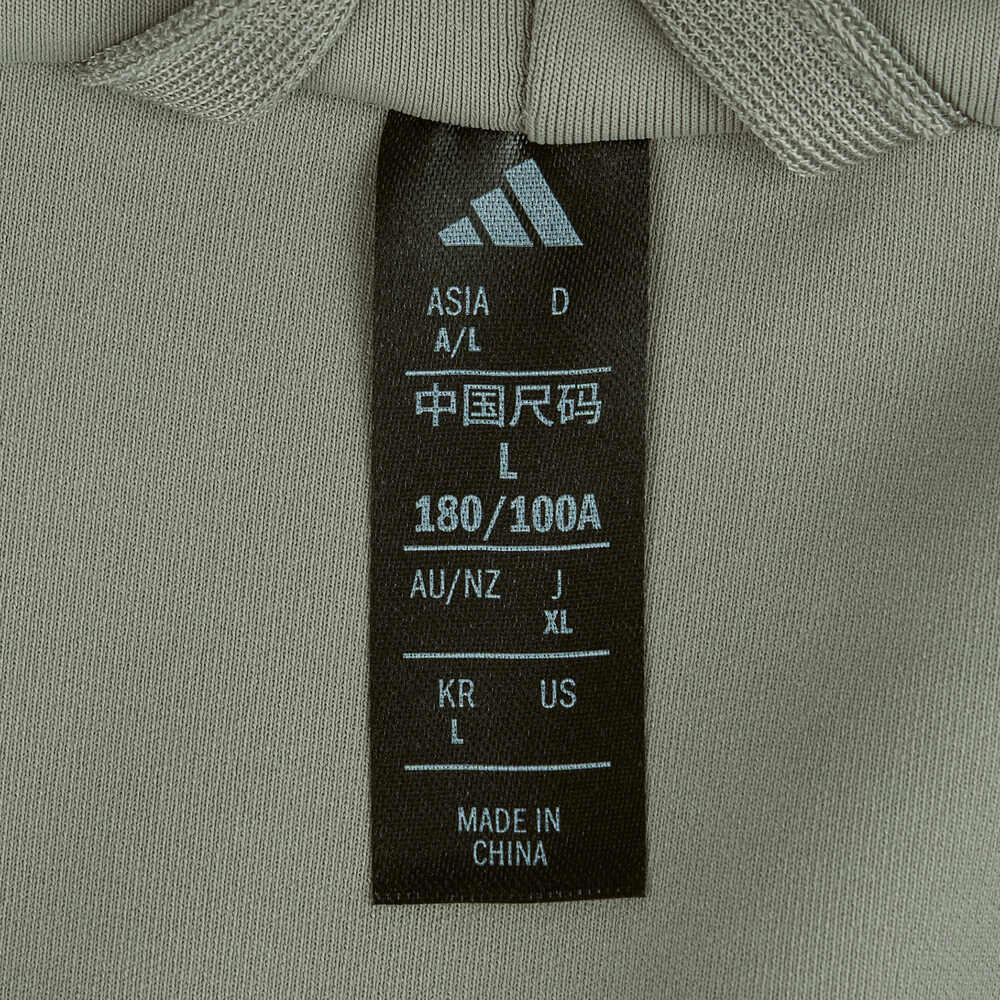 ASIA D
A/L
中国尺码
L
180/100A
AU/NZ J
XL
KR US
L
MADE IN
CHINA